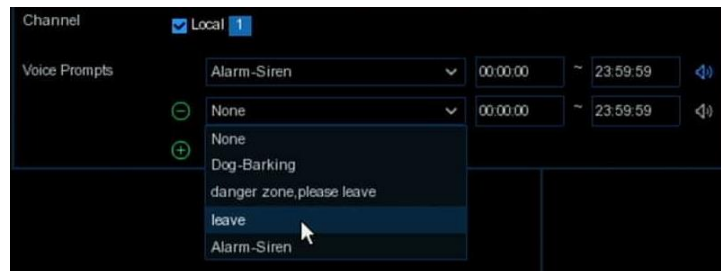 Channel Local 1
Voice Prompts Alarm-Siren 00:00:00 ~ 23:59:59
None 00:00:00 ~ 23:59:59
None
Dog-Barking
danger zone,please leave
leave
Alarm-Siren